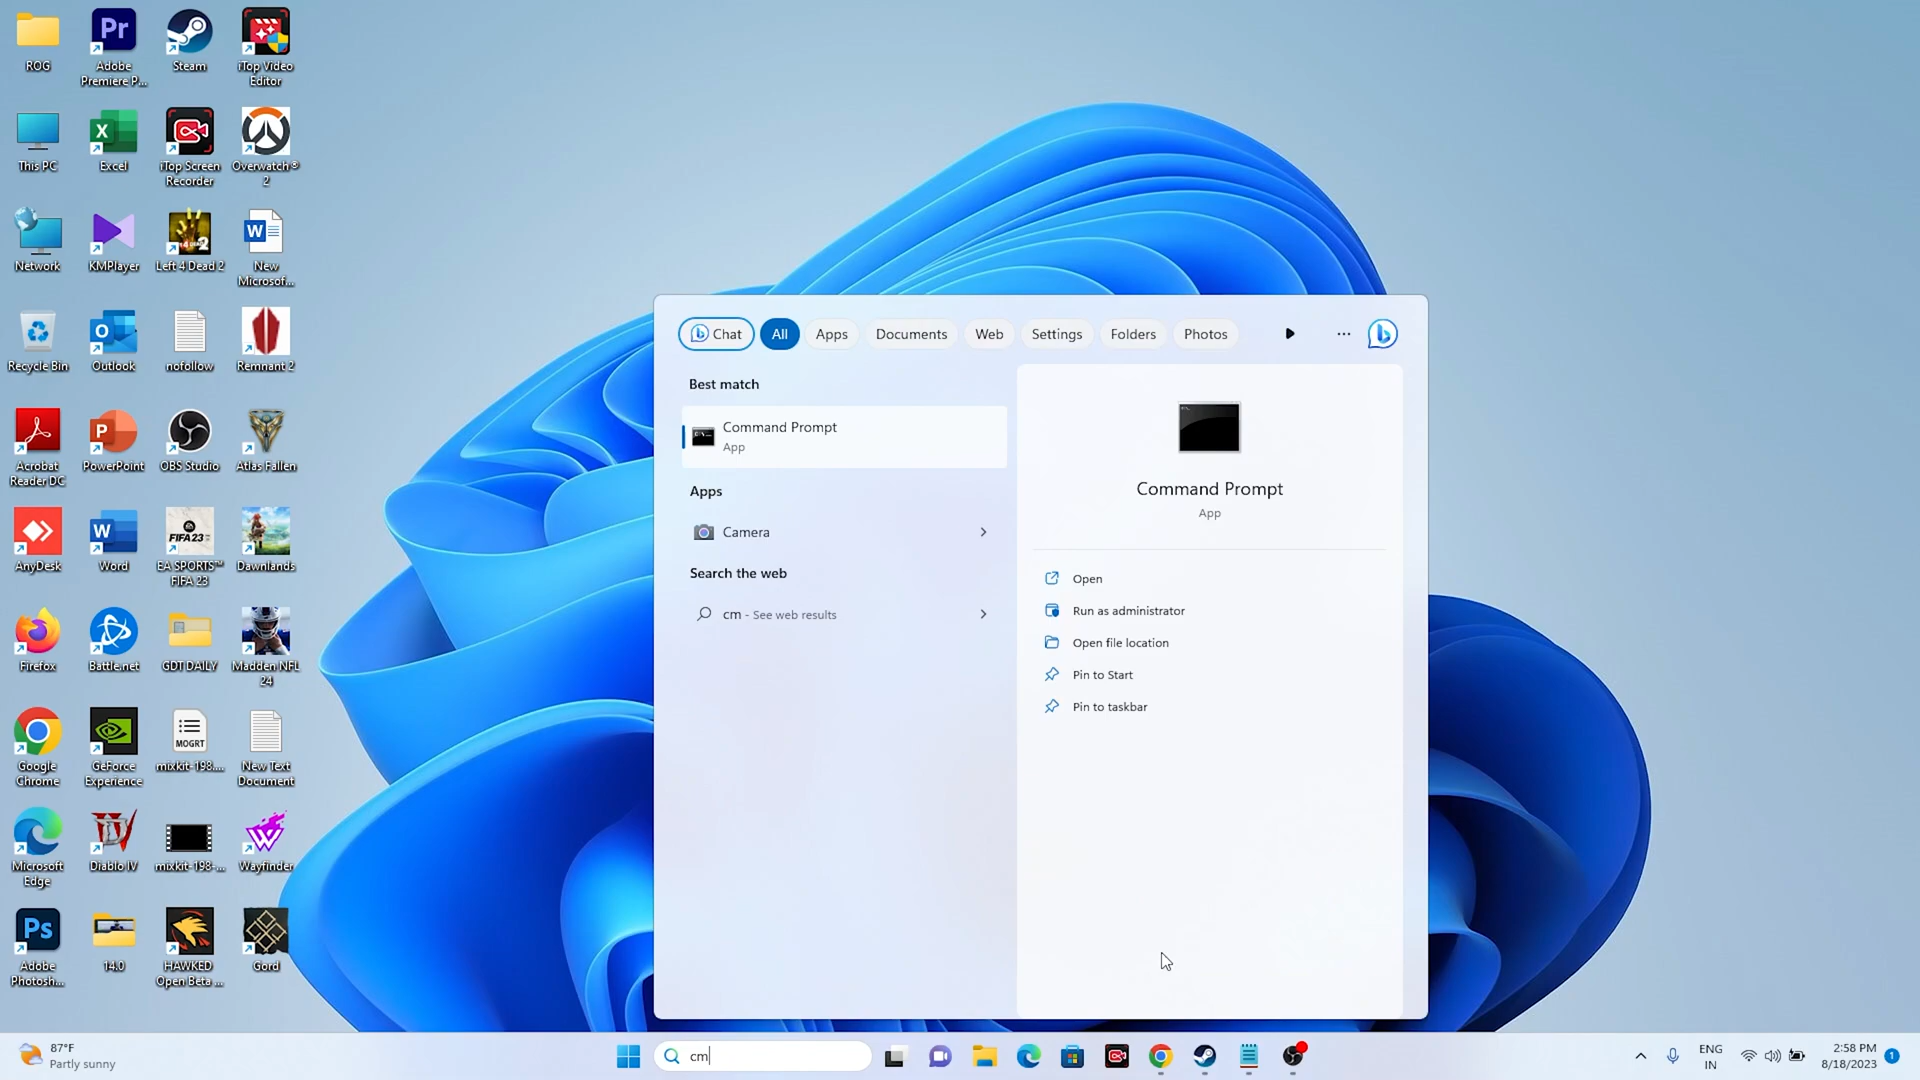 ROG
Adobe
Premiere P...
Steam
iTop Video
Editor
This PC
Excel
iTop Screen
Recorder
Overwatch ®
2
Network
KMPlayer
Left 4 Dead 2
New
Microsof...
Recycle Bin
Outlook
nofollow
Remnant 2
Acrobat
Reader DC
PowerPoint
OBS Studio
Atlas Fallen
AnyDesk
Word
EA SPORTS™
FIFA 23
Dawnlands
Firefox
Battle.net
GDT DAILY
Madden NFL
24
Google
Chrome
GeForce
Experience
MOGRT
mixkit-198....
New Text
Document
Microsoft
Edge
Diablo IV
mixkit-198-...
Wayfinder
Adobe
Photosh...
14.0
HAWKED
Open Beta ...
Gord
Chat
All
Apps
Documents
Web
Settings
Folders
Photos
Best match
Command Prompt
App
Apps
Camera
Search the web
cm - See web results
Command Prompt
App
Open
Run as administrator
Open file location
Pin to Start
Pin to taskbar
87°F
Partly sunny
cm
ENG
IN
2:58 PM
8/18/2023
1